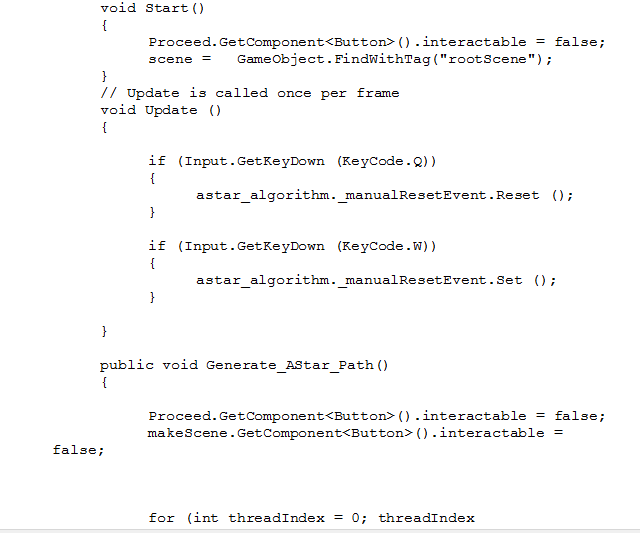 void Start()
{
Proceed.GetComponent<Button>().interactable = false;
scene =   GameObject.FindWithTag("rootScene");
}
// Update is called once per frame
void Update ()
{
if (Input.GetKeyDown (KeyCode.Q))
{
astar_algorithm._manualResetEvent.Reset ();
}
if (Input.GetKeyDown (KeyCode.W))
{
astar_algorithm._manualResetEvent.Set ();
}
}
public void Generate_AStar_Path()
{
Proceed.GetComponent<Button>().interactable = false;
makeScene.GetComponent<Button>().interactable =
false;
for (int threadIndex = 0; threadIndex